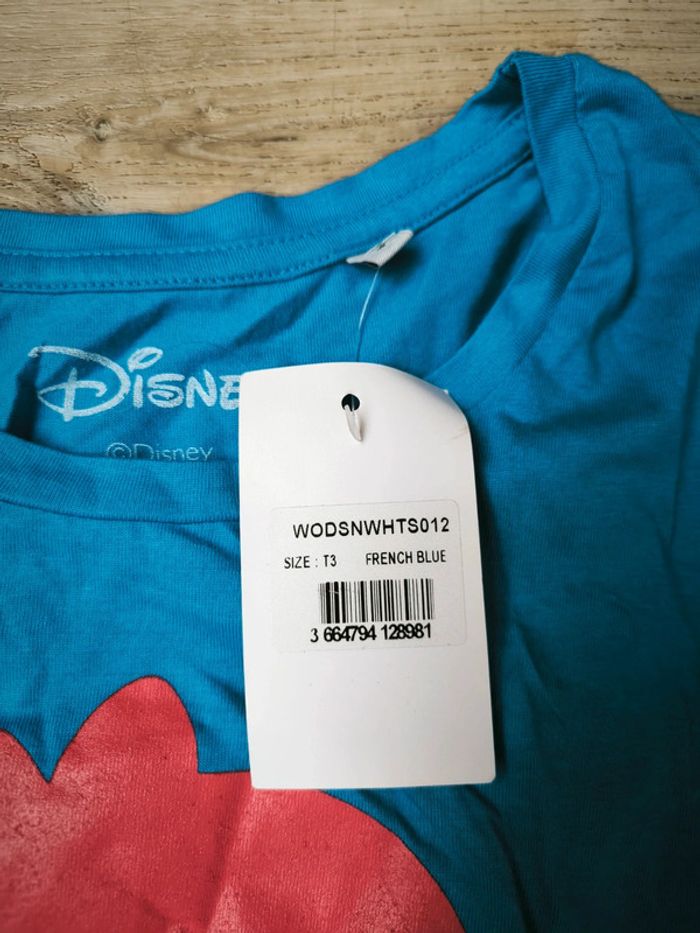 DISNE
©Disney
WODSNWHTS012
SIZE : T3 FRENCH BLUE
3 664794 128981